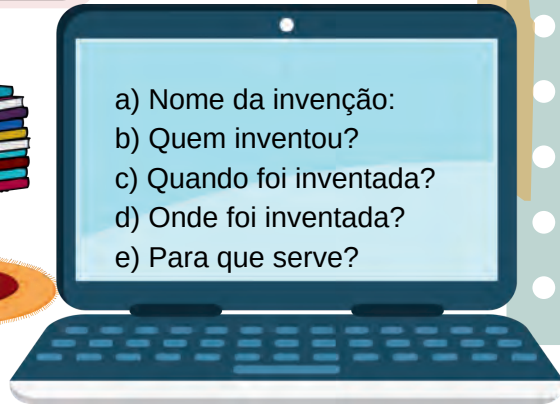 a) Nome da invenção:
b) Quem inventou?
c) Quando foi inventada?
d) Onde foi inventada?
e) Para que serve?